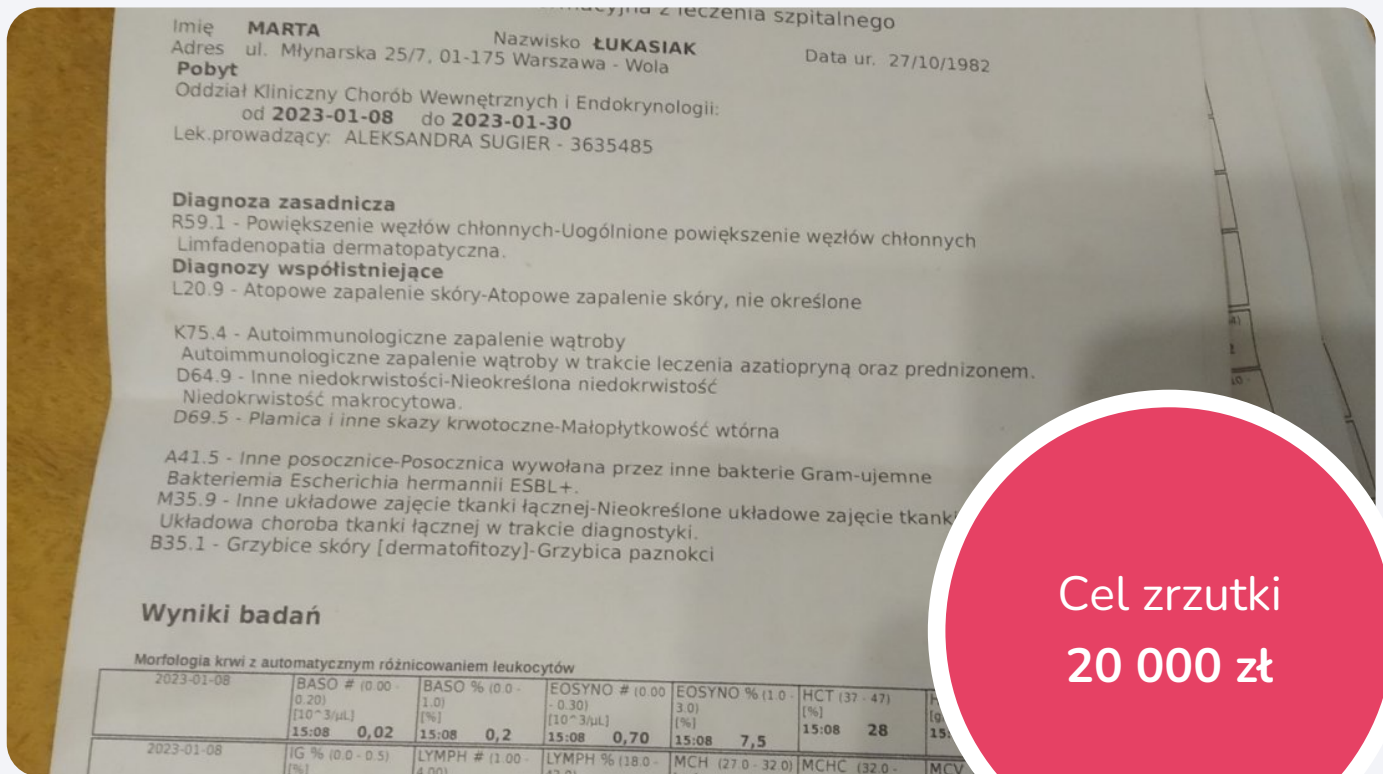 z leczenia szpitalnego
Imię MARTA Nazwisko ŁUKASIAK Data ur. 27/10/1982
Adres ul. Młynarska 25/7, 01-175 Warszawa - Wola
Pobyt
Oddział Kliniczny Chorób Wewnętrznych i Endokrynologii:
od 2023-01-08 do 2023-01-30
Lek.prowadzący: ALEKSANDRA SUGIER - 3635485
Diagnoza zasadnicza
R59.1 - Powiększenie węzłów chłonnych-Uogólnione powiększenie węzłów chłonnych
Limfadenopatia dermatopatyczna.
Diagnozy współistniejące
L20.9 - Atopowe zapalenie skóry-Atopowe zapalenie skóry, nie określone
K75.4 - Autoimmunologiczne zapalenie wątroby
Autoimmunologiczne zapalenie wątroby w trakcie leczenia azatiopryną oraz prednizonem.
D64.9 - Inne niedokrwistości-Nieokreślona niedokrwistość
Niedokrwistość makrocytowa.
D69.5 - Plamica i inne skazy krwotoczne-Małopłytkowość wtórna
A41.5 - Inne posocznice-Posocznica wywołana przez inne bakterie Gram-ujemne
Bakteriemia Escherichia hermannii ESBL+.
M35.9 - Inne układowe zajęcie tkanki łącznej-Nieokreślone układowe zajęcie tkanki
Układowa choroba tkanki łącznej w trakcie diagnostyki.
B35.1 - Grzybice skóry [dermatofitozy]-Grzybica paznokci
Wyniki badań
Morfologia krwi z automatycznym różnicowaniem leukocytów
2023-01-08 BASO # (0.00 - BASO % (0.0 - EOSYNO # (0.00 EOSYNO % (1.0 - HCT (37 - 47)
0.20) 1.0) - 0.30) 3.0) [%]
[10^3/µL] [%] [10^3/µL] [%]
15:08 0,02 15:08 0,2 15:08 0,70 15:08 7,5 15:08 28
2023-01-08 IG % (0.0 - 0.5) LYMPH # (1.00 - LYMPH % (18.0 - MCH (27.0 - 32.0) MCHC (32.0 - MCV
[%] 4.00)
Cel zrzutki
20 000 zł